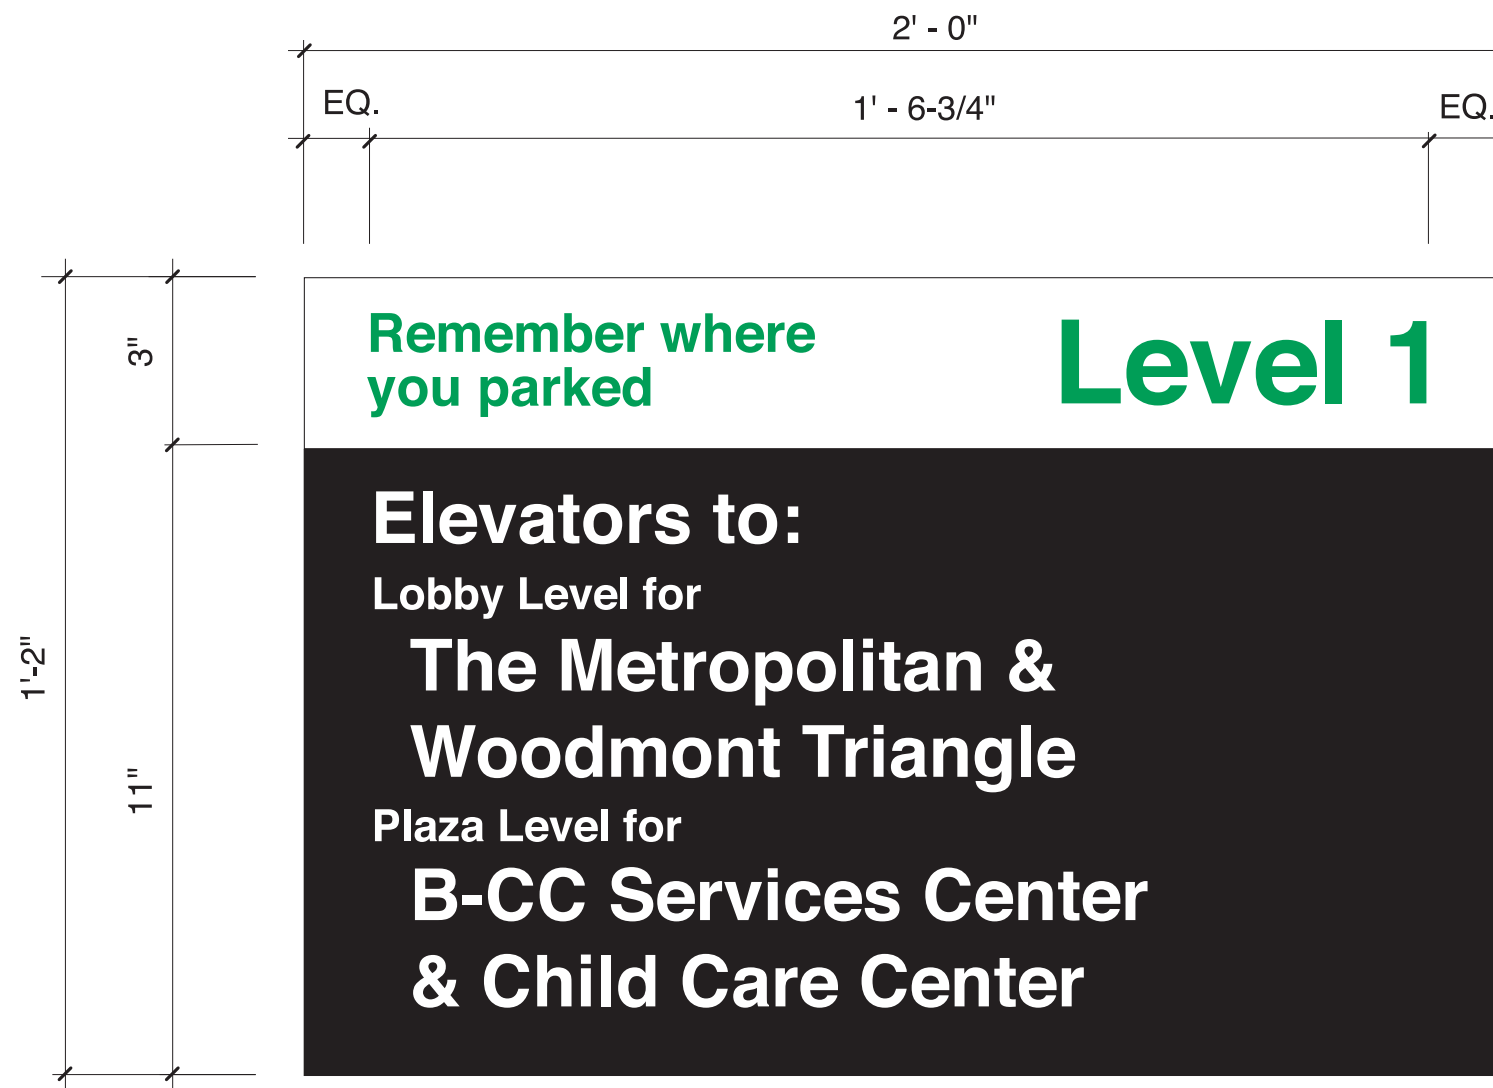 2' - 0"
EQ.
1' - 6-3/4"
EQ.
3"
11"
1'-2"
Remember where
you parked
Level 1
Elevators to:
Lobby Level for
The Metropolitan &
Woodmont Triangle
Plaza Level for
B-CC Services Center
& Child Care Center